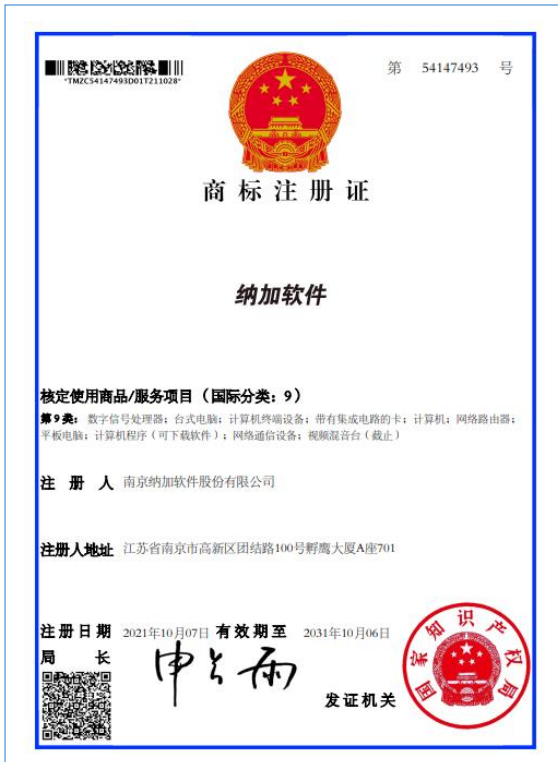 第 54147493 号
*TMZC54147493D01T211028*
商标注册证
纳加软件
核定使用商品/服务项目（国际分类：9）
第9类：数字信号处理器；台式电脑；计算机终端设备；带有集成电路的卡；计算机；网络路由器；
平板电脑；计算机程序（可下载软件）；网络通信设备；视频混音台（截止）
注册人 南京纳加软件股份有限公司
注册人地址 江苏省南京市高新区团结路100号孵鹰大厦A座701
注册日期 2021年10月07日 有效期至 2031年10月06日
局长 申长雨
发证机关
国家知识产权局